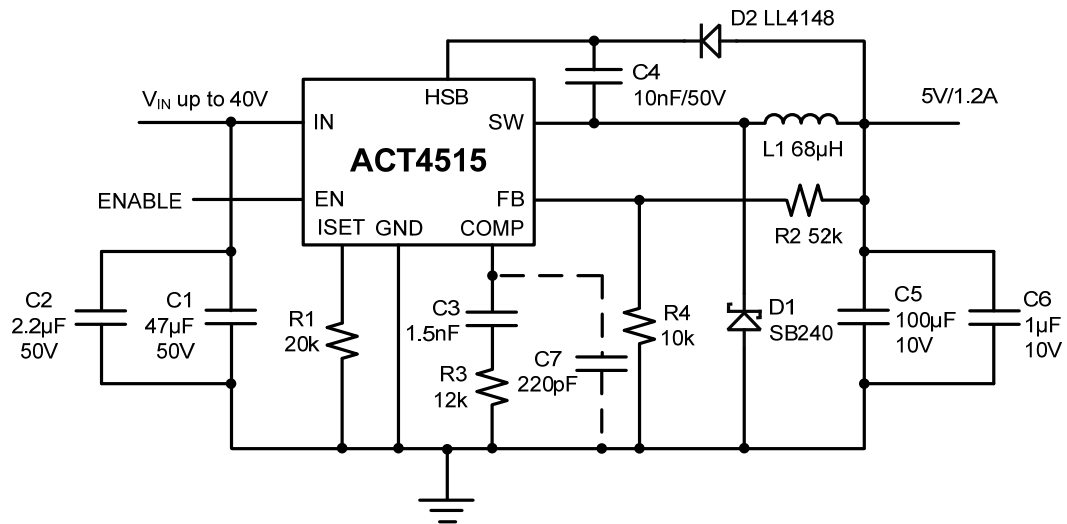 D2 LL4148
V_IN up to 40V
HSB
C4
10nF/50V
5V/1.2A
IN
SW
L1 68µH
ACT4515
ENABLE
EN
FB
ISET
GND
COMP
R2 52k
C2
2.2µF
50V
C1
47µF
50V
R1
20k
C3
1.5nF
R3
12k
C7
220pF
R4
10k
D1
SB240
C5
100µF
10V
C6
1µF
10V